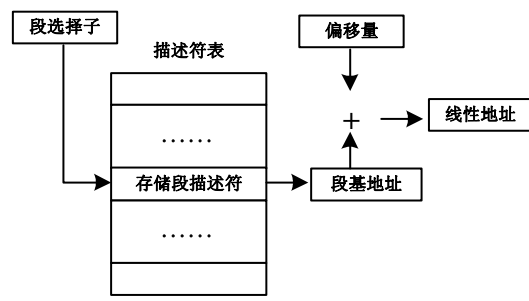 段选择子
偏移量
描述符表
线性地址
+
……
存储段描述符
段基地址
……